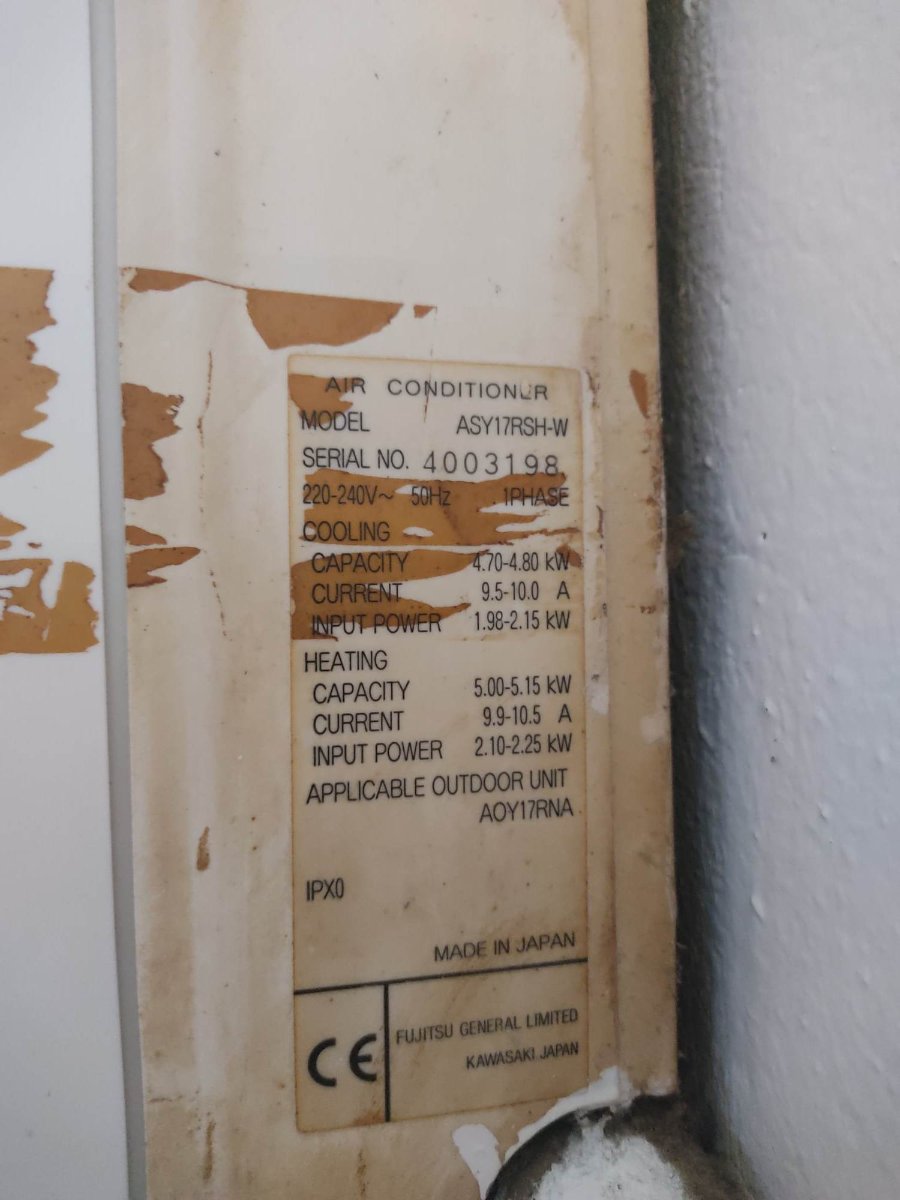 AIR CONDITIONER
MODEL ASY17RSH-W
SERIAL NO. 4003198
220-240V~ 50Hz 1PHASE
COOLING
CAPACITY 4.70-4.80 kW
CURRENT 9.5-10.0 A
INPUT POWER 1.98-2.15 kW
HEATING
CAPACITY 5.00-5.15 kW
CURRENT 9.9-10.5 A
INPUT POWER 2.10-2.25 kW
APPLICABLE OUTDOOR UNIT
AOY17RNA
IPX0
MADE IN JAPAN
CE
FUJITSU GENERAL LIMITED
KAWASAKI JAPAN